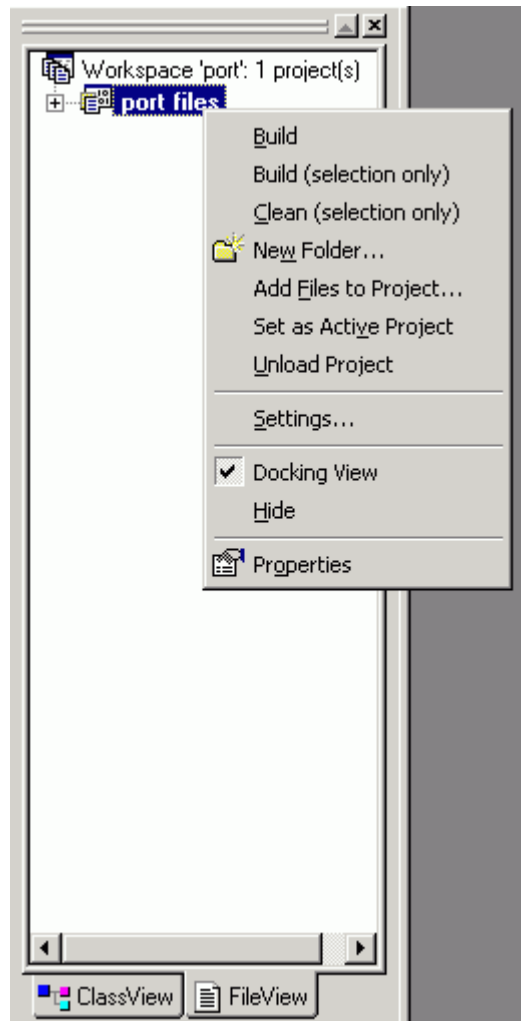 Workspace 'port': 1 project(s)
port files
Build
Build (selection only)
Clean (selection only)
New Folder...
Add Files to Project...
Set as Active Project
Unload Project
Settings...
Docking View
Hide
Properties
ClassView
FileView